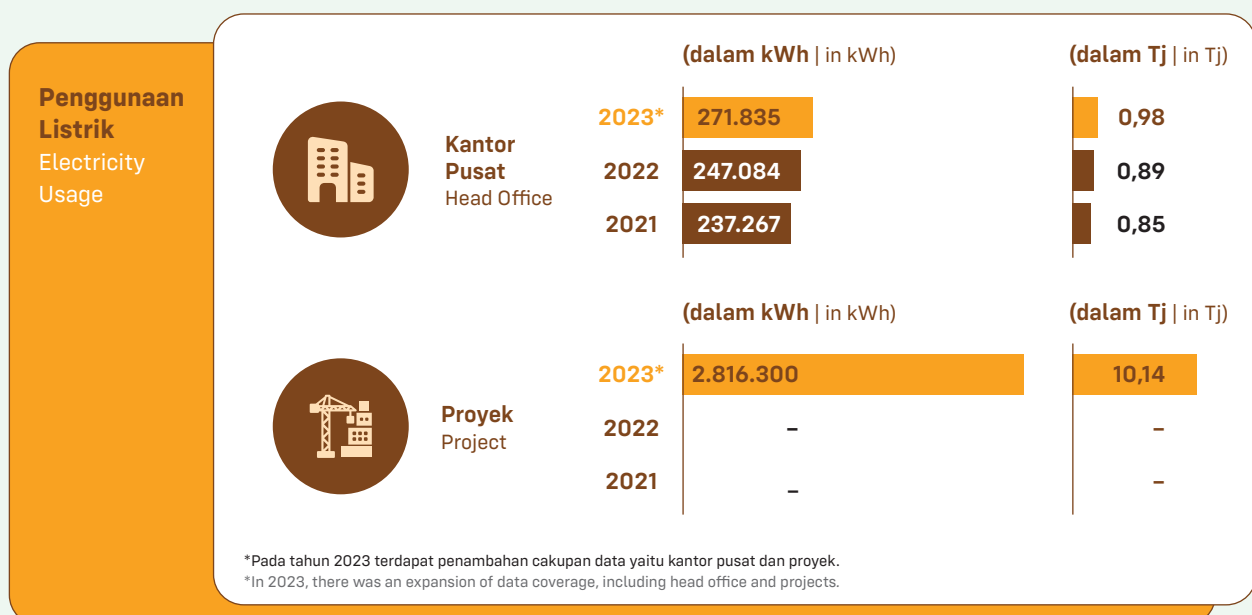 Penggunaan
Listrik
Electricity
Usage
(dalam kWh | in kWh)
(dalam Tj | in Tj)
Kantor
Pusat
Head Office
2023*
271.835
0,98
2022
247.084
0,89
2021
237.267
0,85
(dalam kWh | in kWh)
(dalam Tj | in Tj)
Proyek
Project
2023*
2.816.300
10,14
2022
–
–
2021
–
–
*Pada tahun 2023 terdapat penambahan cakupan data yaitu kantor pusat dan proyek.
*In 2023, there was an expansion of data coverage, including head office and projects.